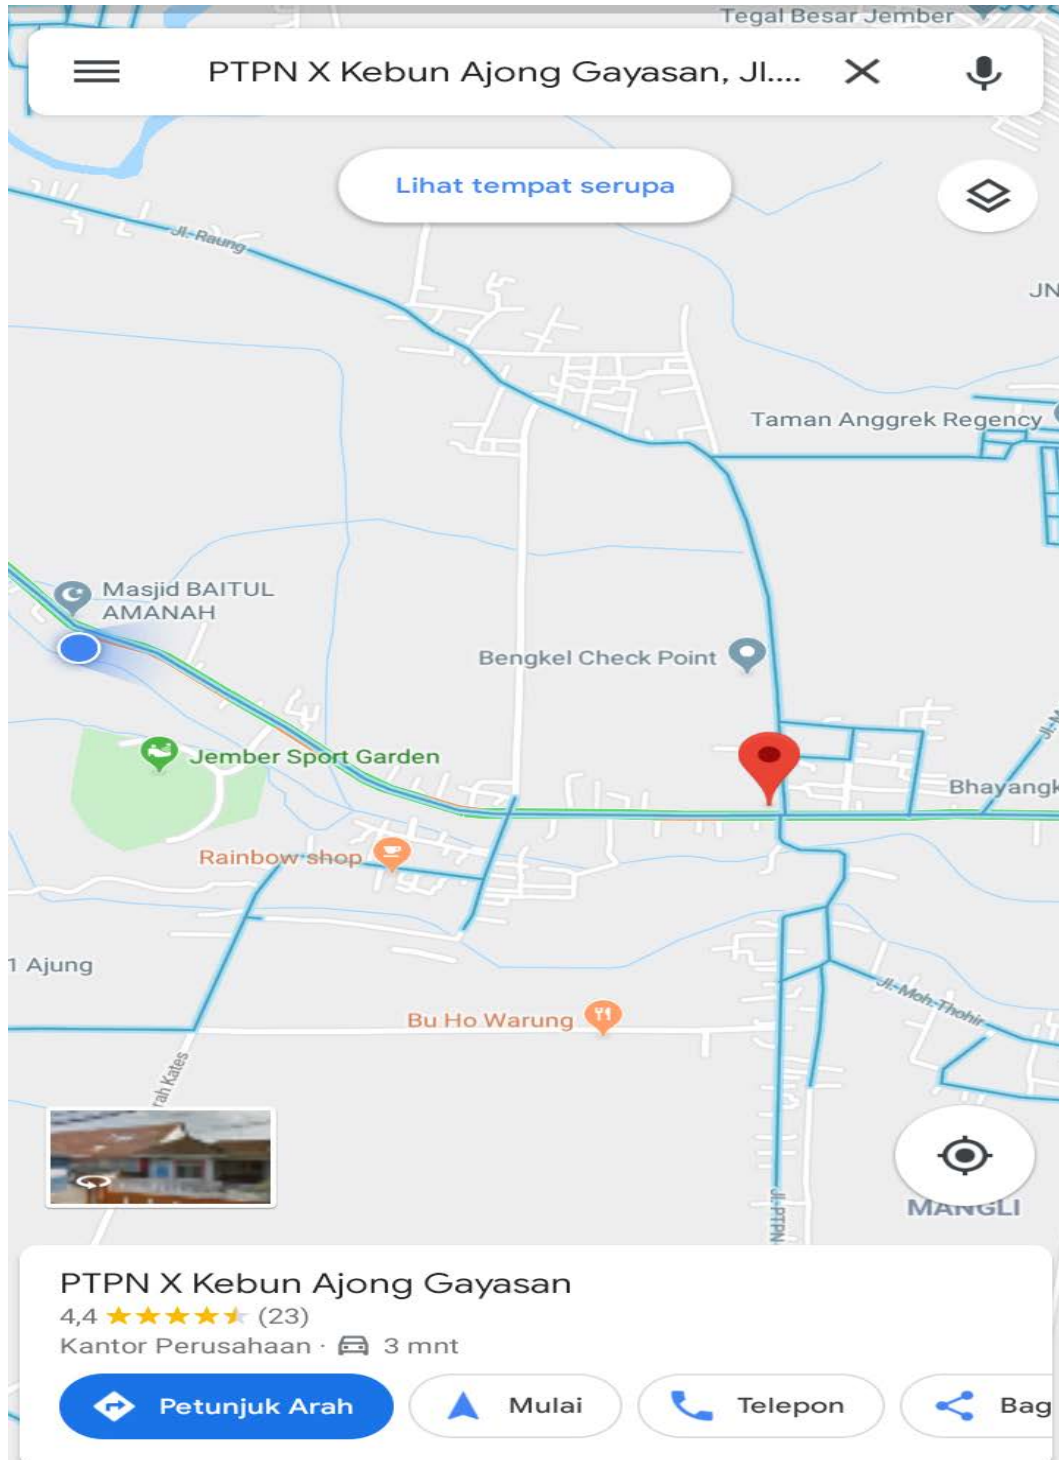 Tegal Besar Jember
PTPN X Kebun Ajong Gayasan, Jl....
Lihat tempat serupa
Jl. Raung
JN
Taman Anggrek Regency
Masjid BAITUL
AMANAH
Bengkel Check Point
Jember Sport Garden
Bhayangk
Rainbow shop
1 Ajung
Jl. Moh. Thohir
Bu Ho Warung
rah Kates
Jl. PTPN
MANGLI
PTPN X Kebun Ajong Gayasan
4,4 (23)
Kantor Perusahaan · 3 mnt
Petunjuk Arah
Mulai
Telepon
Bag